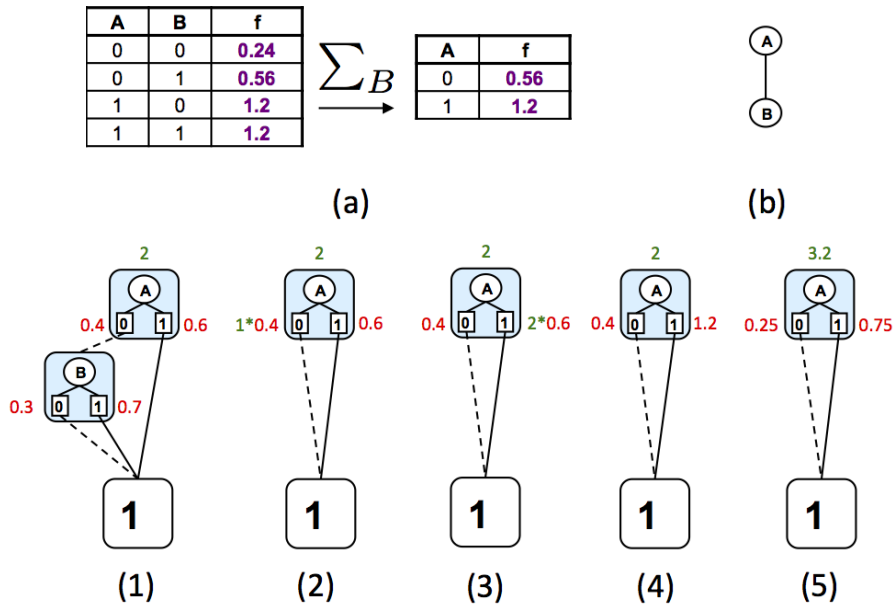 A B f
0 0 0.24
0 1 0.56
1 0 1.2
1 1 1.2
∑B
A f
0 0.56
1 1.2
A
B
(a)
(b)
2
A
0.4 0 1 0.6
B
0.3 0 1 0.7
1
(1)
2
A
1*0.4 0 1 0.6
1
(2)
2
A
0.4 0 1 2*0.6
1
(3)
2
A
0.4 0 1 1.2
1
(4)
3.2
A
0.25 0 1 0.75
1
(5)